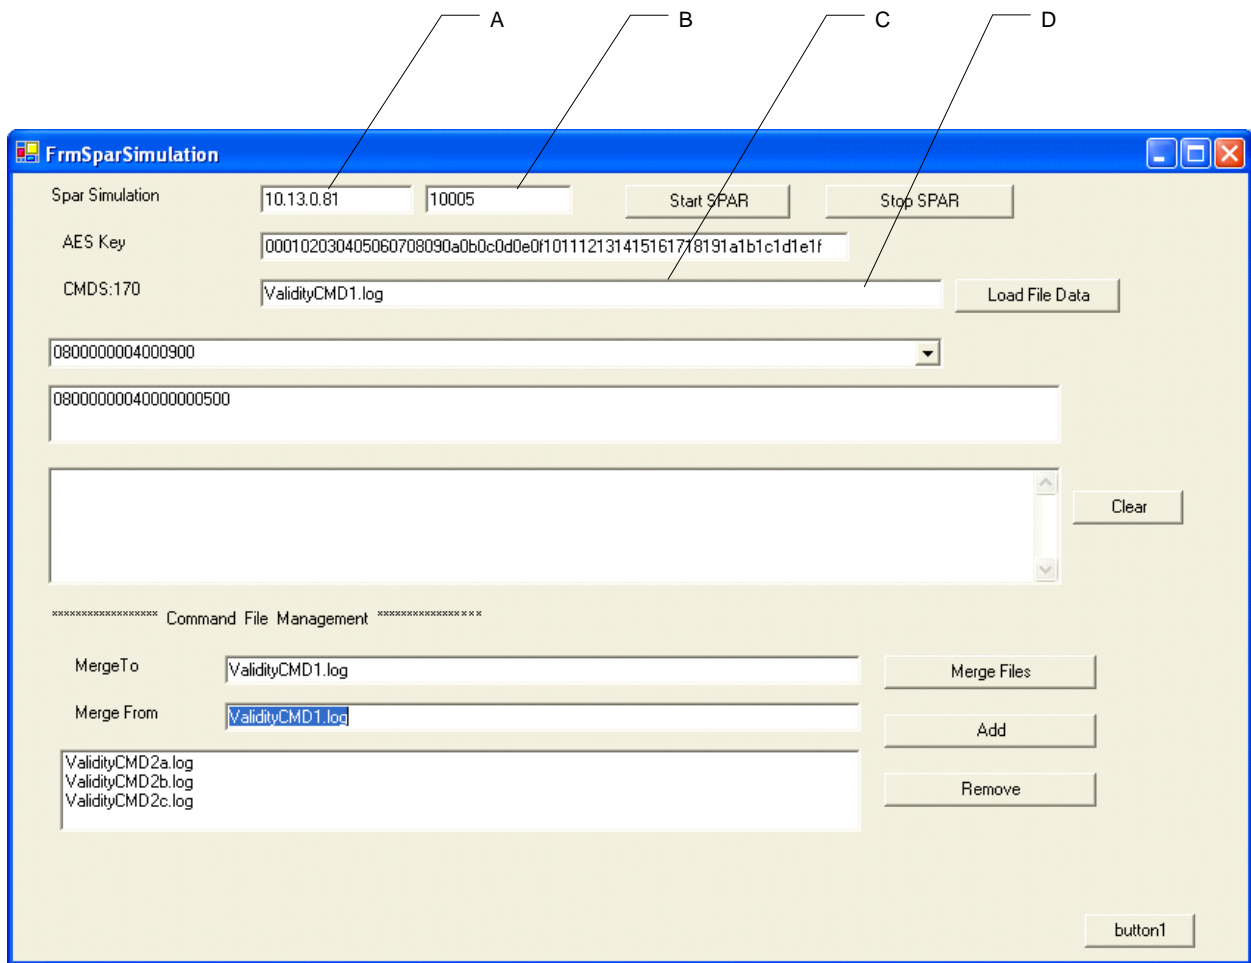 A B C D
FrmSparSimulation
Spar Simulation 10.13.0.81 10005 Start SPAR Stop SPAR
AES Key 000102030405060708090a0b0c0d0e0f101112131415161718191a1b1c1d1e1f
CMDS:170 ValidityCMD1.log Load File Data
0800000004000900
08000000040000000500
Clear
****************** Command File Management *****************
MergeTo ValidityCMD1.log Merge Files
Merge From ValidityCMD1.log
Add
ValidityCMD2a.log
ValidityCMD2b.log
ValidityCMD2c.log
Remove
button1